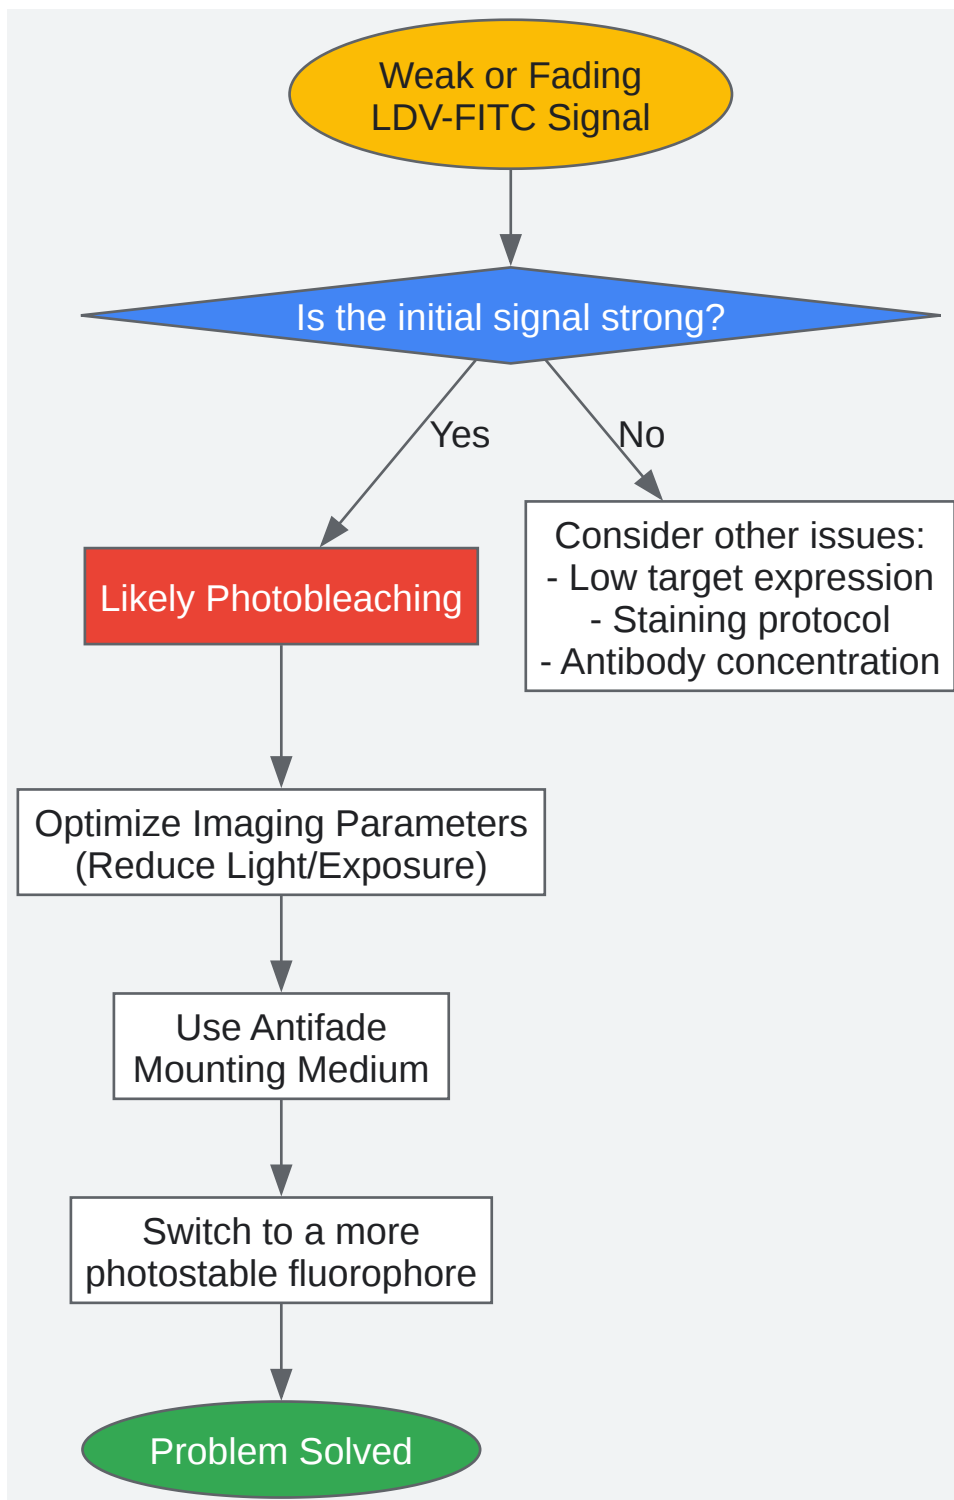 Weak or Fading
LDV-FITC Signal
Is the initial signal strong?
Yes
No
Consider other issues:
- Low target expression
- Staining protocol
- Antibody concentration
Likely Photobleaching
Optimize Imaging Parameters
(Reduce Light/Exposure)
Use Antifade
Mounting Medium
Switch to a more
photostable fluorophore
Problem Solved